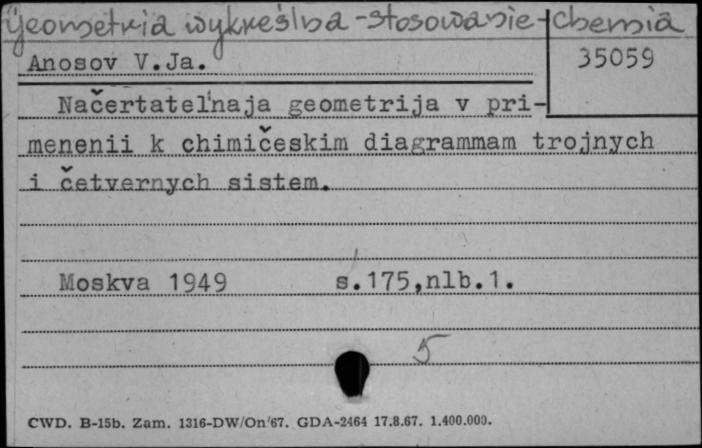 Geometria wykreślna - stosowanie - chemia
Anosov V.Ja. 35059
Načertatel'naja geometrija v pri-
menenii k chimičeskim diagrammam trojnych
i četvernych sistem.
Moskva 1949 s.175,nlb.1.
5
CWD. B-15b. Zam. 1316-DW/On/67. GDA-2464 17.8.67. 1.400.000.